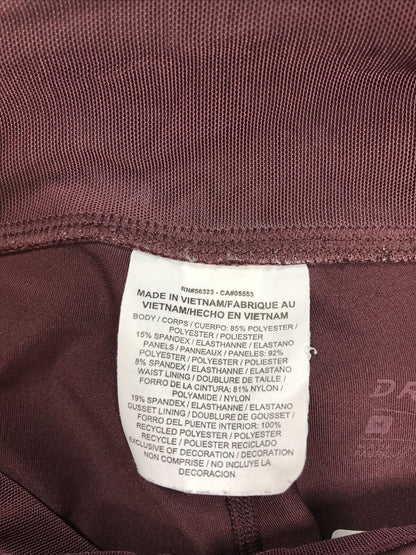 RN#56323 - CA#05553
MADE IN VIETNAM/FABRIQUE AU
VIETNAM/HECHO EN VIETNAM
BODY / CORPS / CUERPO: 85% POLYESTER /
POLYESTER / POLIESTER
15% SPANDEX / ELASTHANNE / ELASTANO
PANELS / PANNEAUX / PANELES: 92%
POLYESTER / POLYESTER / POLIESTER
8% SPANDEX / ELASTHANNE / ELASTANO
WAIST LINING / DOUBLURE DE TAILLE /
FORRO DE LA CINTURA: 81% NYLON /
POLYAMIDE / NYLON
19% SPANDEX / ELASTHANNE / ELASTANO
GUSSET LINING / DOUBLURE DE GOUSSET /
FORRO DEL PUENTE INTERIOR: 100%
RECYCLED POLYESTER / POLYESTER
RECYCLE / POLIESTER RECICLADO
EXCLUSIVE OF DECORATION / DECORATION
NON COMPRISE / NO INCLUYE LA
DECORACION